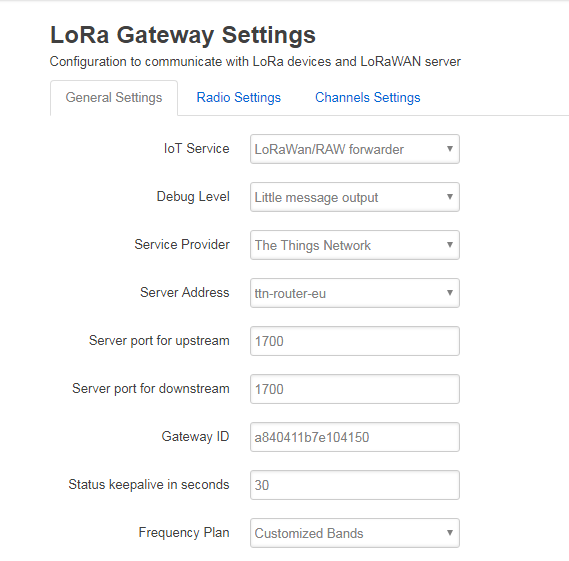 LoRa Gateway Settings
Configuration to communicate with LoRa devices and LoRaWAN server
General Settings Radio Settings Channels Settings
IoT Service LoRaWan/RAW forwarder
Debug Level Little message output
Service Provider The Things Network
Server Address ttn-router-eu
Server port for upstream 1700
Server port for downstream 1700
Gateway ID a840411b7e104150
Status keepalive in seconds 30
Frequency Plan Customized Bands